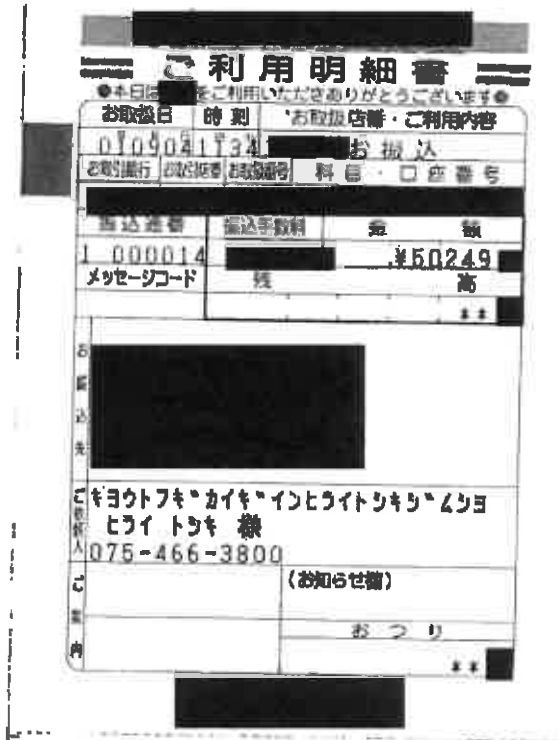 ご利用明細書
●本日は をご利用いただきありがとうございます●
お取扱日 時刻 お取扱店舗・ご利用内容
010904 1134 お振込
お取引銀行 お取引店番 お取扱番号 科目・口座番号
振込連番 振込手数料 金額
1 000014 ¥50249
メッセージコード 残高
**
お振込先
ご依頼人
キヨウトフギカイギインヒライトシキジムシヨ
ヒライ トシキ 様
075-466-3800
ご案内
(お知らせ欄)
おつり
**